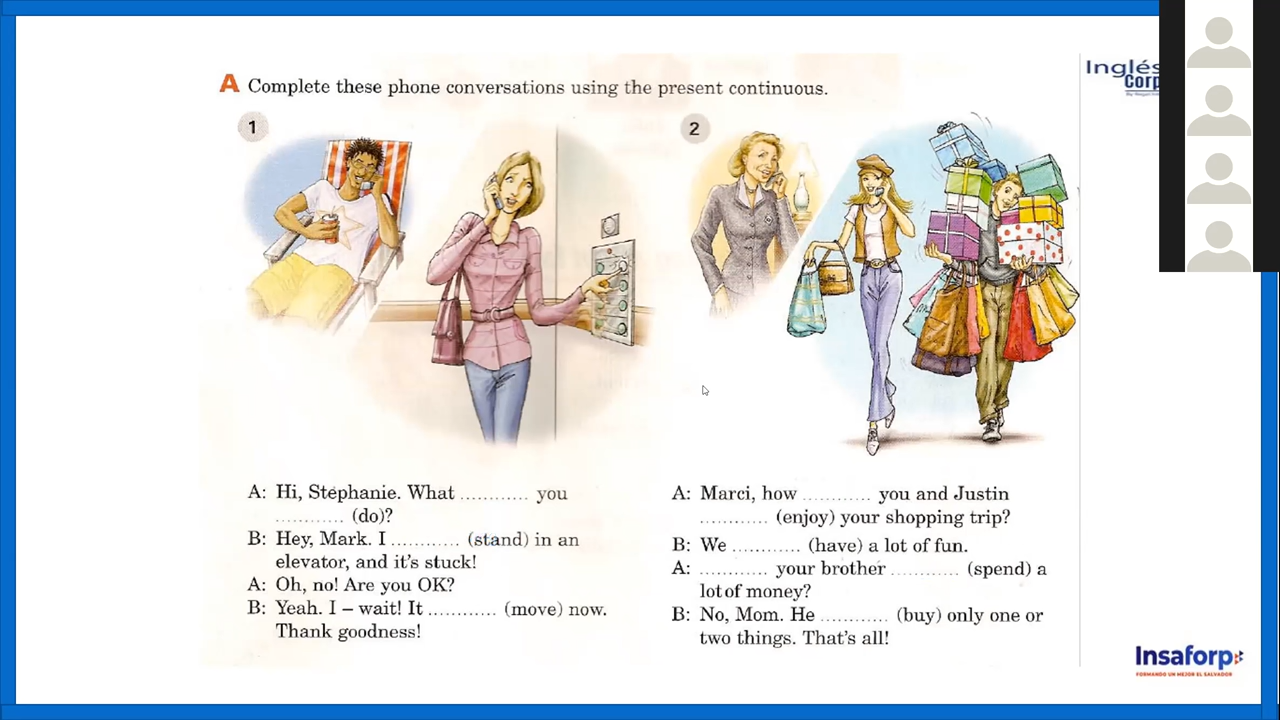 A Complete these phone conversations using the present continuous.
Inglés
Corp
1
2
A: Hi, Stephanie. What ............ you
............ (do)?
B: Hey, Mark. I ............ (stand) in an
elevator, and it's stuck!
A: Oh, no! Are you OK?
B: Yeah. I – wait! It ............ (move) now.
Thank goodness!
A: Marci, how ............ you and Justin
............ (enjoy) your shopping trip?
B: We ............ (have) a lot of fun.
A: ............ your brother ............ (spend) a
lot of money?
B: No, Mom. He ............ (buy) only one or
two things. That's all!
Insaforp
FORMANDO UN MEJOR EL SALVADOR